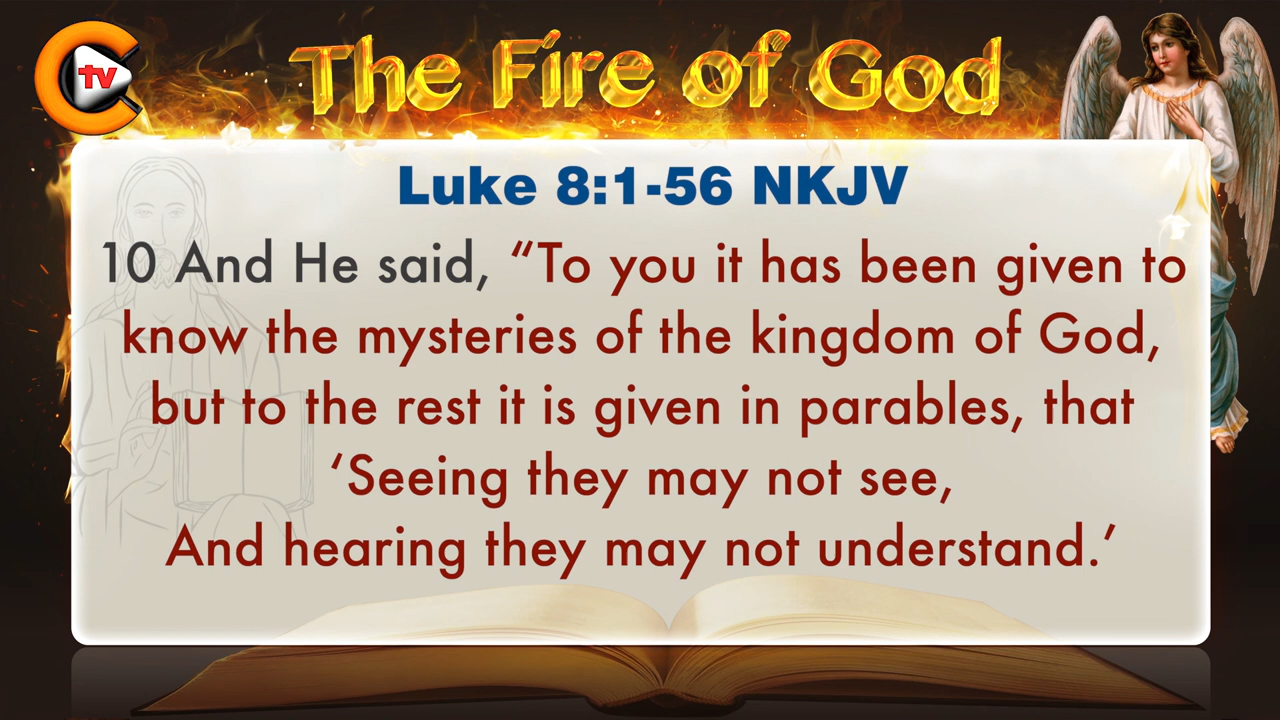 tv
The Fire of God
Luke 8:1-56 NKJV
10 And He said, “To you it has been given to
know the mysteries of the kingdom of God,
but to the rest it is given in parables, that
‘Seeing they may not see,
And hearing they may not understand.’